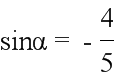 sinα = - 4/5